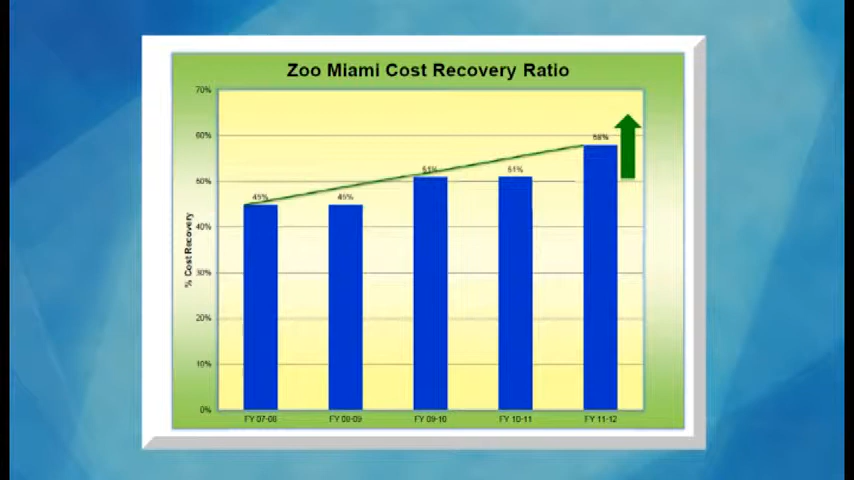 Zoo Miami Cost Recovery Ratio
70%
60%
50%
40%
30%
20%
10%
0%
% Cost Recovery
45%
45%
51%
51%
58%
FY 07-08
FY 08-09
FY 09-10
FY 10-11
FY 11-12